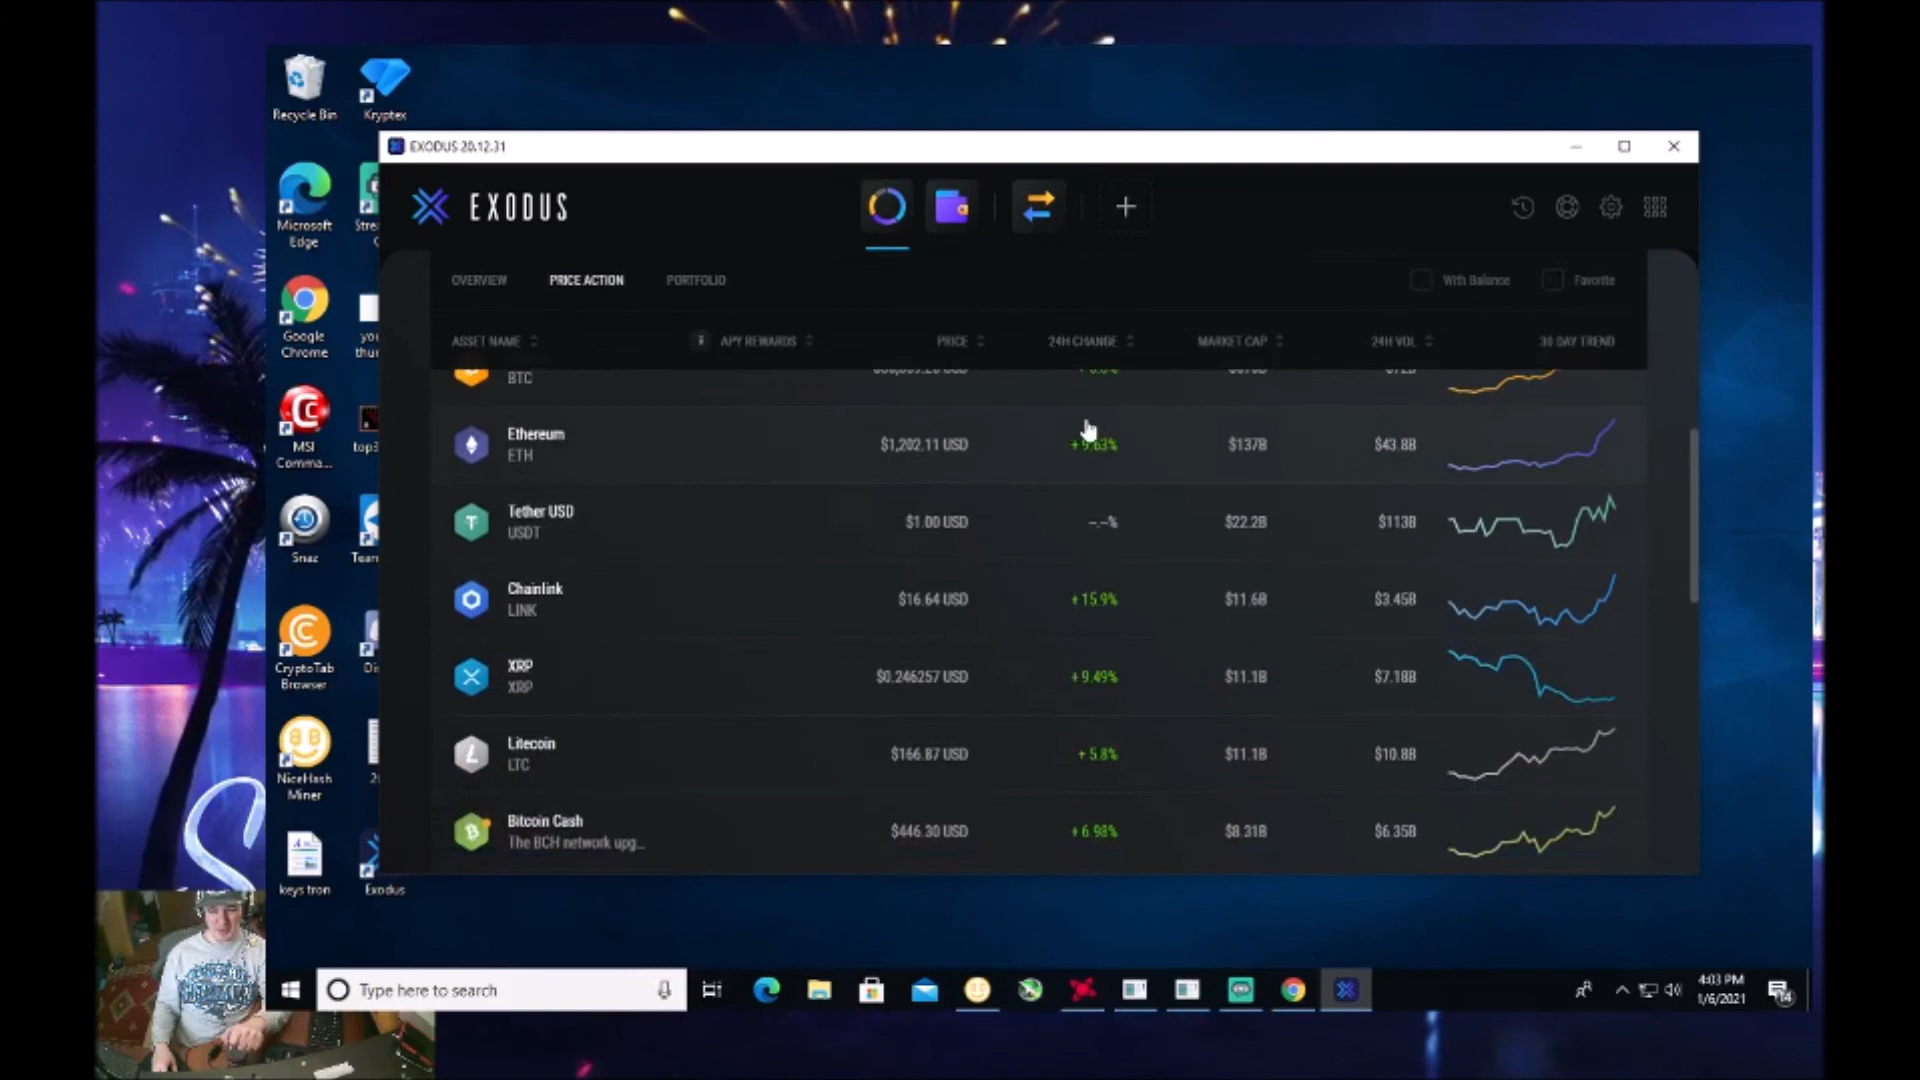 Recycle Bin
Kryptex
EXODUS 20.12.31
EXODUS
Microsoft
Edge
OVERVIEW PRICE ACTION PORTFOLIO With Balance Favorite
Google
Chrome
ASSET NAME APY REWARDS PRICE 24H CHANGE MARKET CAP 24H VOL 30 DAY TREND
BTC
MSI
Comma...
Ethereum
ETH
$1,202.11 USD + 9.63% $137B $43.8B
Snaz
Tether USD
USDT
$1.00 USD -.-% $22.2B $113B
Chainlink
LINK
$16.64 USD + 15.9% $11.6B $3.45B
CryptoTab
Browser
XRP
XRP
$0.246257 USD + 9.49% $11.1B $7.18B
NiceHash
Miner
Litecoin
LTC
$166.87 USD + 5.8% $11.1B $10.8B
Bitcoin Cash
The BCH network upg...
$446.30 USD + 6.98% $8.31B $6.35B
keys tron
Exodus
Type here to search
4:03 PM
1/6/2021
14